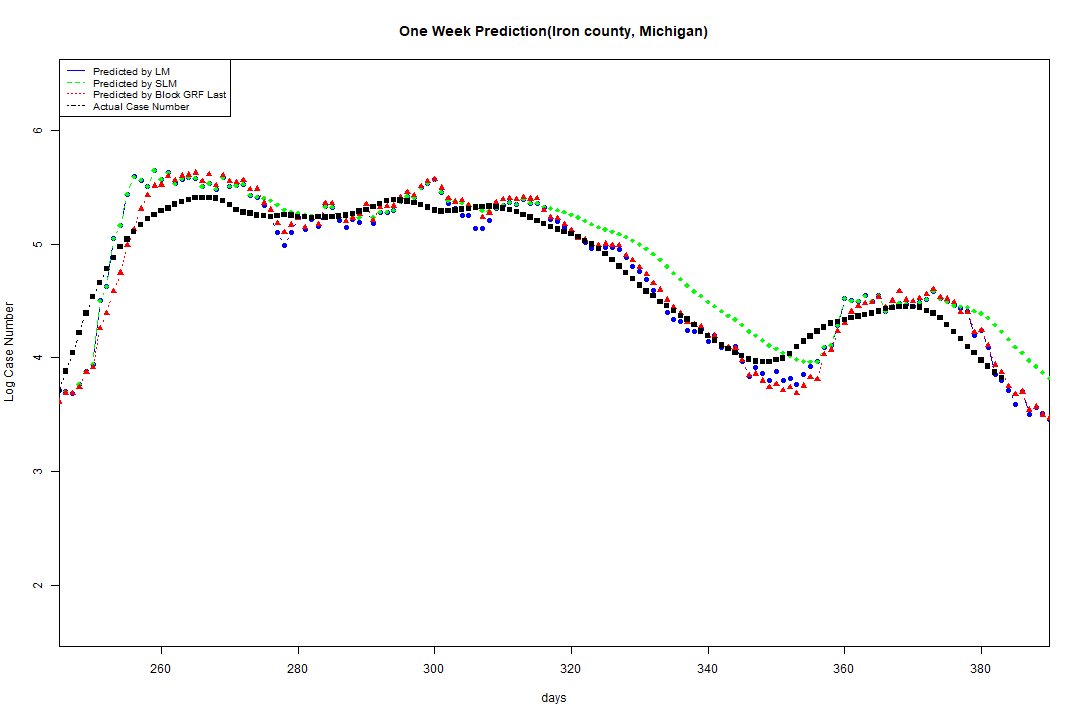 One Week Prediction(Iron county, Michigan)
Predicted by LM
Predicted by SLM
Predicted by Block GRF Last
Actual Case Number
6
5
4
3
2
Log Case Number
260 280 300 320 340 360 380
days